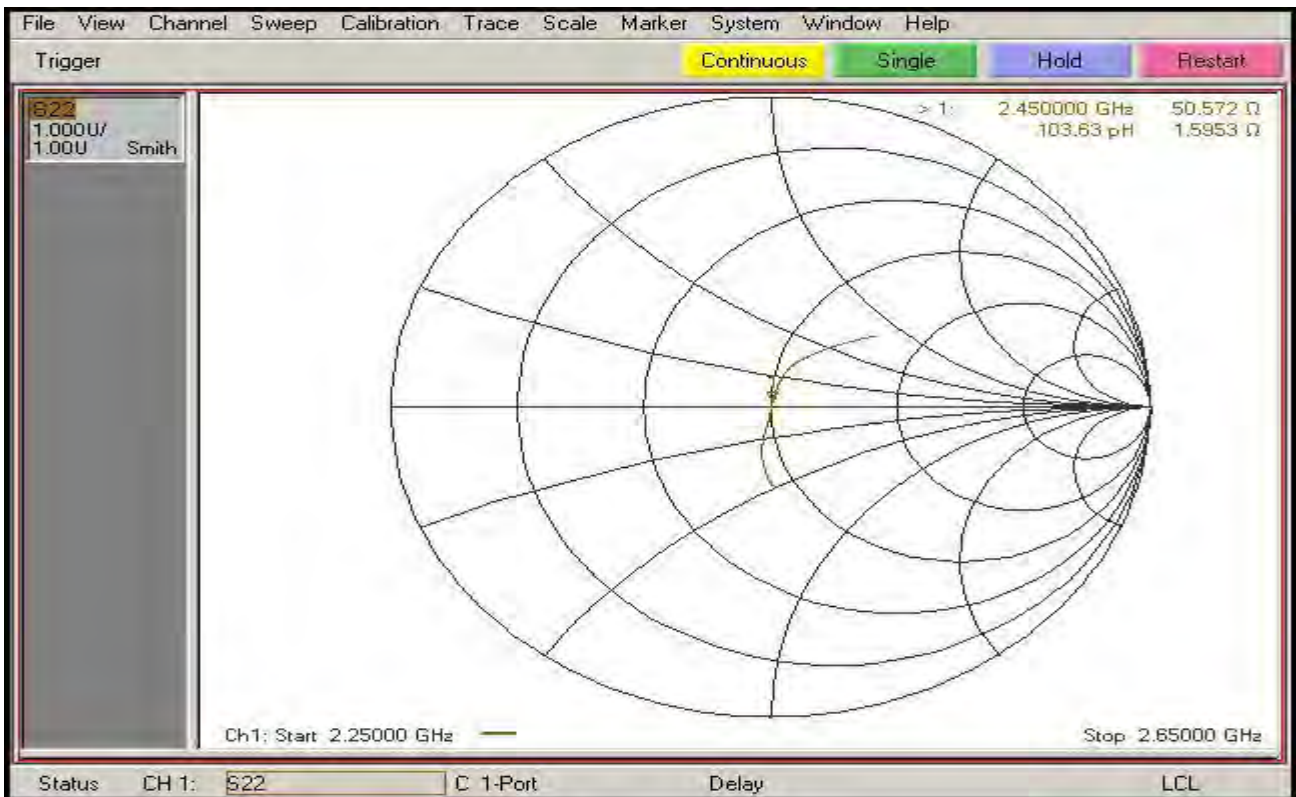 File View Channel Sweep Calibration Trace Scale Marker System Window Help
Trigger Continuous Single Hold Restart
S22
1.000U/
1.00U Smith
> 1: 2.450000 GHz 50.572 Ω
103.63 pH 1.5953 Ω
Ch1: Start 2.25000 GHz
Stop 2.65000 GHz
Status CH 1: S22 C 1-Port Delay LCL